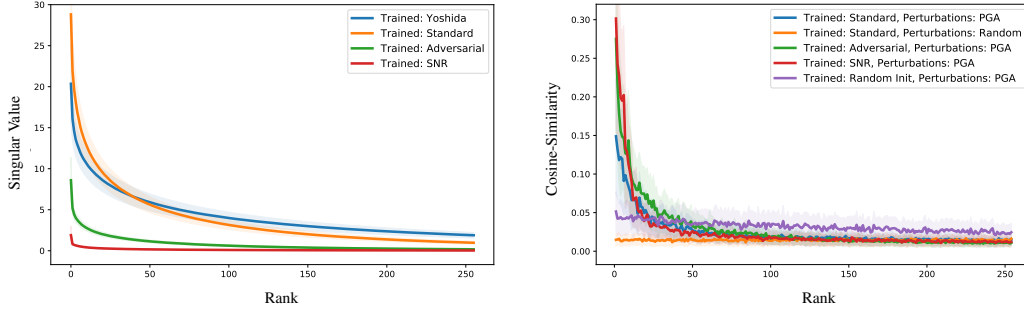 30
25
20
15
10
5
0
0
50
100
150
200
250
Singular Value
Rank
Trained: Yoshida
Trained: Standard
Trained: Adversarial
Trained: SNR
0.30
0.25
0.20
0.15
0.10
0.05
0.00
0
50
100
150
200
250
Cosine-Similarity
Rank
Trained: Standard, Perturbations: PGA
Trained: Standard, Perturbations: Random
Trained: Adversarial, Perturbations: PGA
Trained: SNR, Perturbations: PGA
Trained: Random Init, Perturbations: PGA